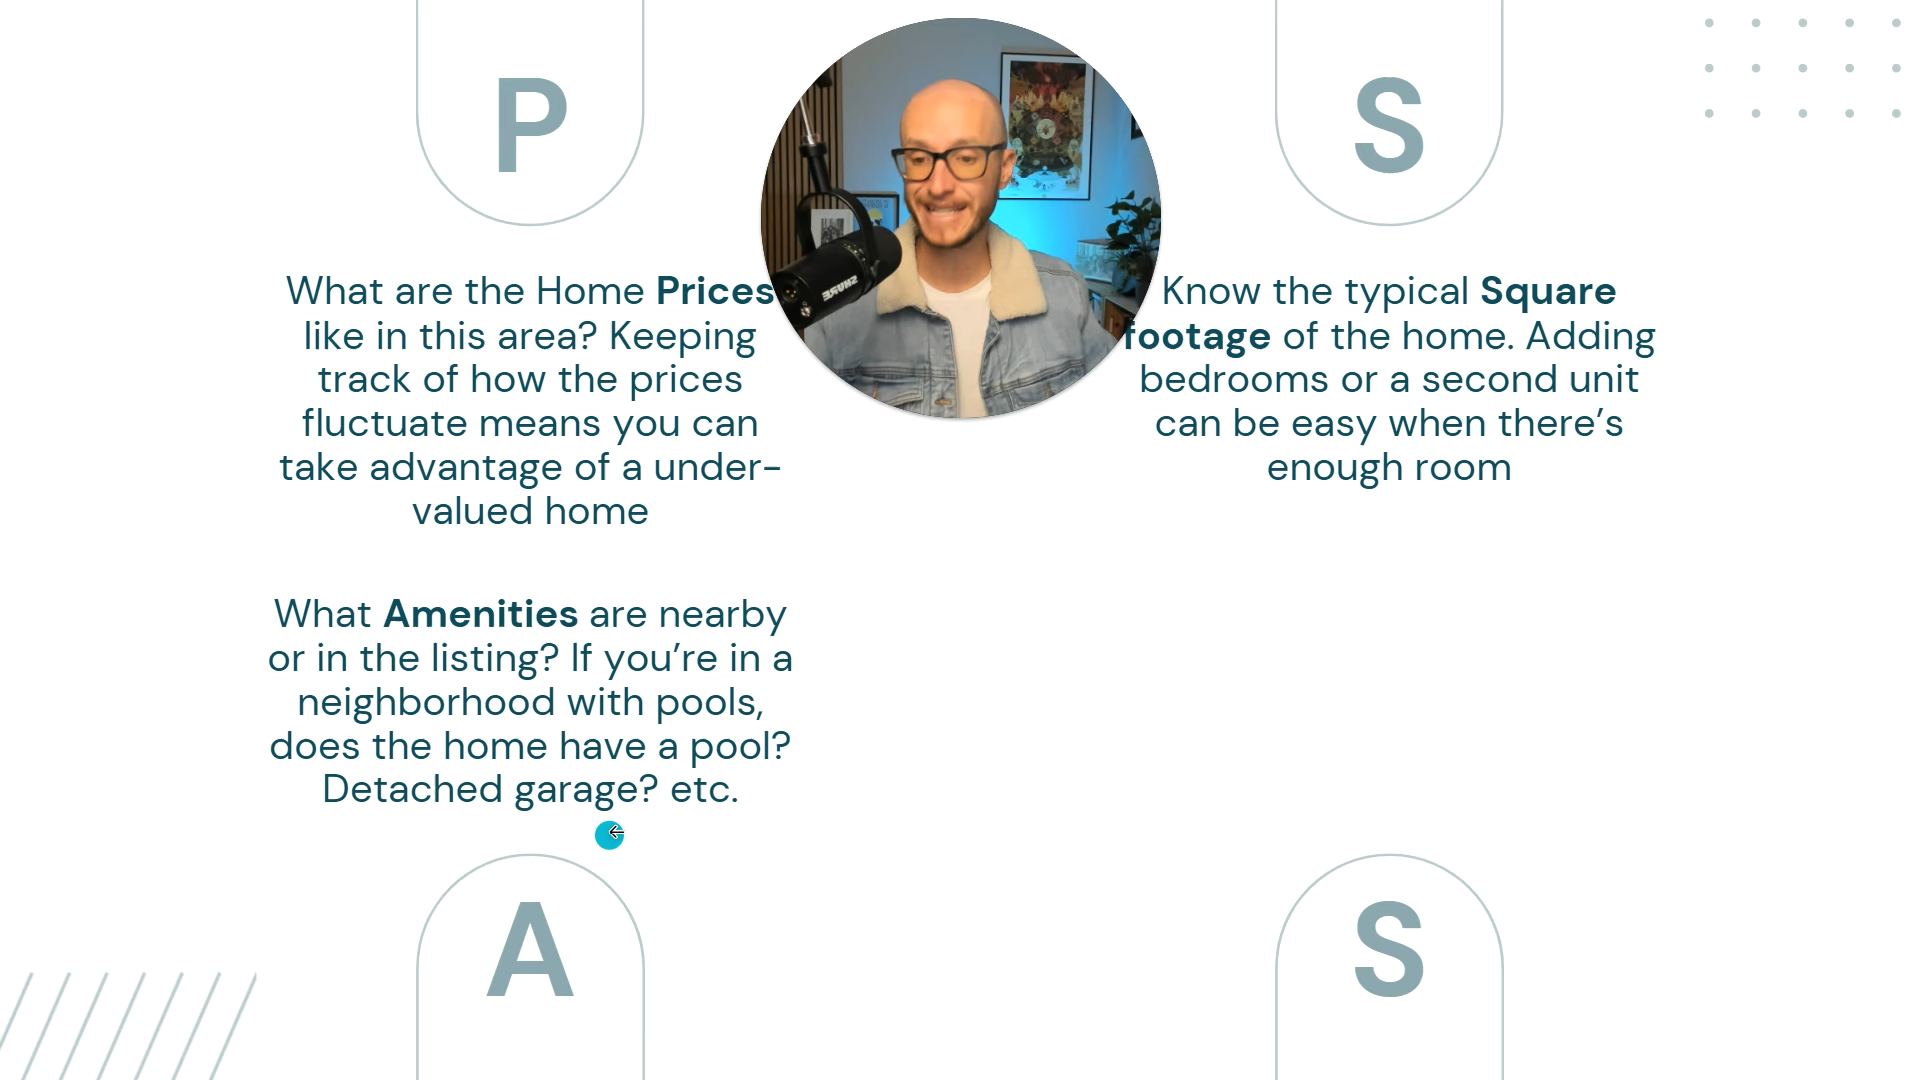 P
What are the Home Prices
like in this area? Keeping
track of how the prices
fluctuate means you can
take advantage of a under-
valued home
S
Know the typical Square
footage of the home. Adding
bedrooms or a second unit
can be easy when there’s
enough room
What Amenities are nearby
or in the listing? If you’re in a
neighborhood with pools,
does the home have a pool?
Detached garage? etc.
A
S
SHURE